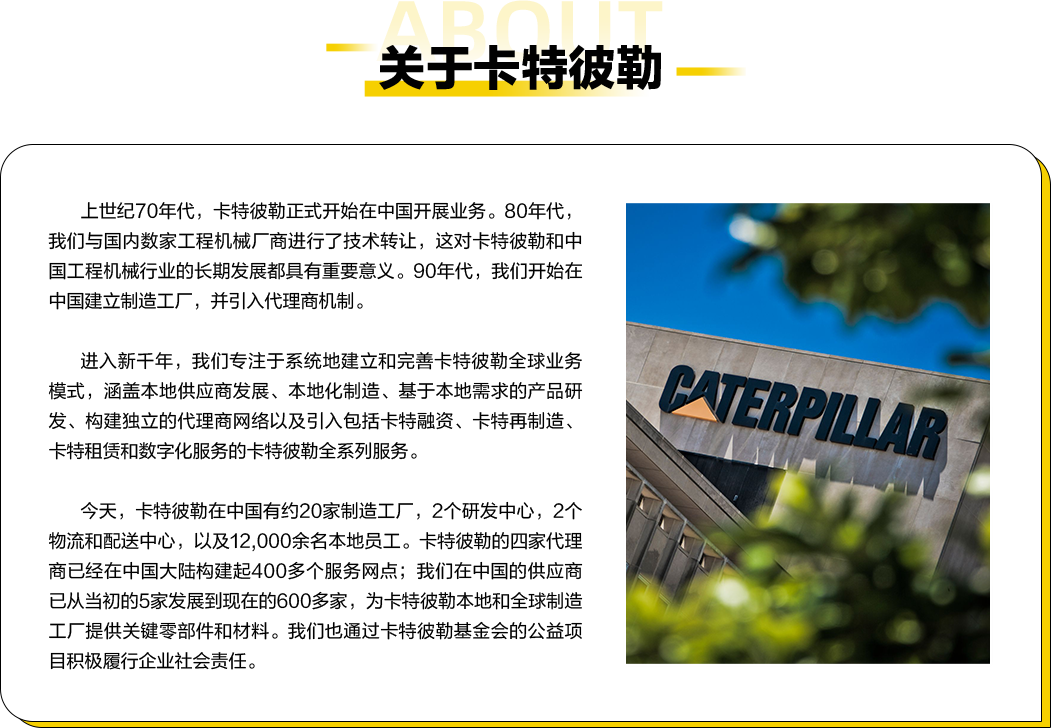 ABOUT
关于卡特彼勒
上世纪70年代，卡特彼勒正式开始在中国开展业务。80年代，
我们与国内数家工程机械厂商进行了技术转让，这对卡特彼勒和中
国工程机械行业的长期发展都具有重要意义。90年代，我们开始在
中国建立制造工厂，并引入代理商机制。
进入新千年，我们专注于系统地建立和完善卡特彼勒全球业务
模式，涵盖本地供应商发展、本地化制造、基于本地需求的产品研
发、构建独立的代理商网络以及引入包括卡特融资、卡特再制造、
卡特租赁和数字化服务的卡特彼勒全系列服务。
今天，卡特彼勒在中国有约20家制造工厂，2个研发中心，2个
物流和配送中心，以及12,000余名本地员工。卡特彼勒的四家代理
商已经在中国大陆构建起400多个服务网点；我们在中国的供应商
已从当初的5家发展到现在的600多家，为卡特彼勒本地和全球制造
工厂提供关键零部件和材料。我们也通过卡特彼勒基金会的公益项
目积极履行企业社会责任。
CATERPILLAR